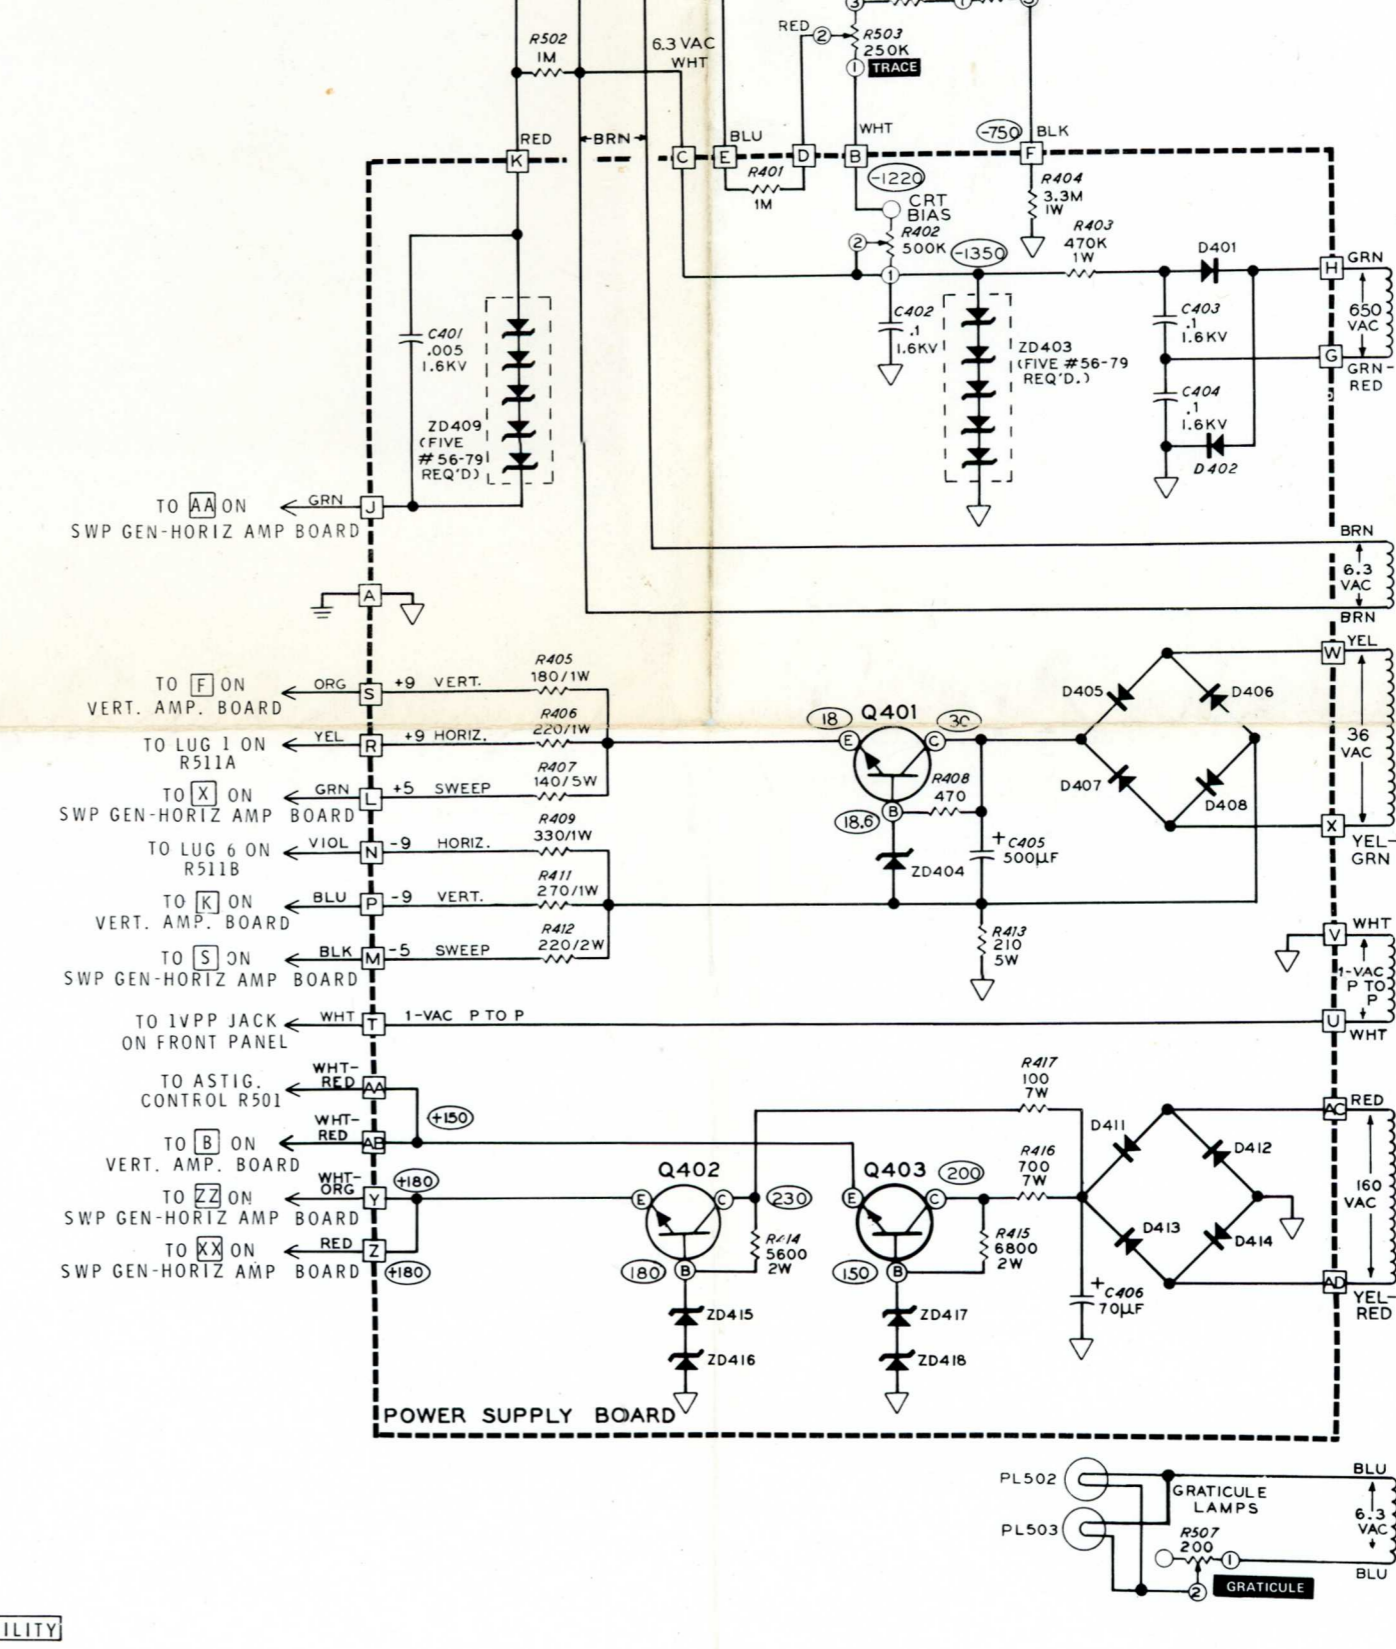 3
RED 2 R503
250K
1 TRACE
R502
1M
6.3 VAC
WHT
RED
BRN
BLU
WHT
-750 BLK
K C E D B F
R401
1M
-1220
CRT
BIAS
R404
3.3M
1W
2 R402
500K
-1350
R403
470K
1W
D401
H GRN
1
650
VAC
C401
.005
1.6KV
C402
.1
1.6KV
C403
.1
1.6KV
ZD403
(FIVE #56-79
REQ'D.)
G
GRN-
RED
C404
.1
1.6KV
ZD409
(FIVE
#56-79
REQ'D)
D402
TO AA ON GRN J
SWP GEN-HORIZ AMP BOARD
BRN
6.3
VAC
BRN
A
R405
180/1W
W YEL
TO F ON ORG S +9 VERT.
VERT. AMP. BOARD
D405 D406
R406
220/1W
18 Q401 30
TO LUG 1 ON YEL R +9 HORIZ.
R511A
E C
36
VAC
R407
140/5W
R408
470
D407 D408
TO X ON GRN L +5 SWEEP
SWP GEN-HORIZ AMP BOARD
18.6 B
R409
330/1W
X
YEL-
GRN
TO LUG 6 ON VIOL N -9 HORIZ.
R511B
+ C405
500µF
ZD404
R411
270/1W
TO K ON BLU P -9 VERT.
VERT. AMP. BOARD
R412
220/2W
R413
210
5W
V WHT
TO S ON BLK M -5 SWEEP
SWP GEN-HORIZ AMP BOARD
1-VAC
P TO
P
TO 1VPP JACK WHT T 1-VAC P TO P
ON FRONT PANEL
U
WHT
TO ASTIG. WHT-
RED AA
CONTROL R501
R417
100
7W
AC RED
+150
D411 D412
TO B ON WHT-
RED AB
VERT. AMP. BOARD
Q402 Q403
R416
700
7W
TO ZZ ON WHT-
ORG Y +180
SWP GEN-HORIZ AMP BOARD
E C 230 E C 200
160
VAC
D413 D414
R414
5600
2W
R415
6800
2W
TO XX ON RED Z +180
SWP GEN-HORIZ AMP BOARD
180 B 150 B
AD
YEL-
RED
+ C406
70µF
ZD415 ZD417
ZD416 ZD418
POWER SUPPLY BOARD
PL502
GRATICULE
LAMPS
BLU
PL503
R507
200
1
6.3
VAC
BLU
2 GRATICULE
ILITY